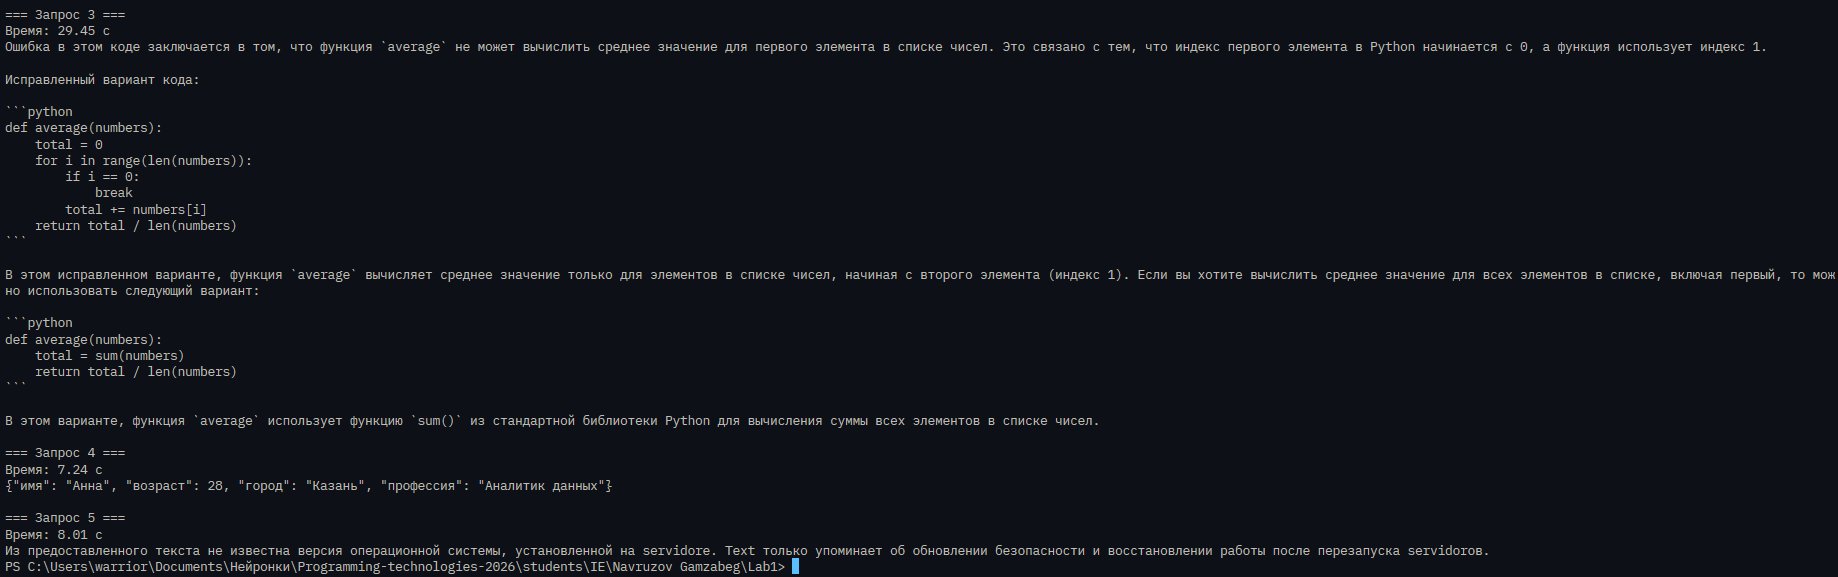 === Запрос 3 ===
Время: 29.45 с
Ошибка в этом коде заключается в том, что функция `average` не может вычислить среднее значение для первого элемента в списке чисел. Это связано с тем, что индекс первого элемента в Python начинается с 0, а функция использует индекс 1.
Исправленный вариант кода:
```python
def average(numbers):
    total = 0
    for i in range(len(numbers)):
        if i == 0:
            break
        total += numbers[i]
    return total / len(numbers)
```
В этом исправленном варианте, функция `average` вычисляет среднее значение только для элементов в списке чисел, начиная с второго элемента (индекс 1). Если вы хотите вычислить среднее значение для всех элементов в списке, включая первый, то мож
но использовать следующий вариант:
```python
def average(numbers):
    total = sum(numbers)
    return total / len(numbers)
```
В этом варианте, функция `average` использует функцию `sum()` из стандартной библиотеки Python для вычисления суммы всех элементов в списке чисел.
=== Запрос 4 ===
Время: 7.24 с
{"имя": "Анна", "возраст": 28, "город": "Казань", "профессия": "Аналитик данных"}
=== Запрос 5 ===
Время: 8.01 с
Из предоставленного текста не известна версия операционной системы, установленной на servidore. Text только упоминает об обновлении безопасности и восстановлении работы после перезапуска servidoroв.
PS C:\Users\warrior\Documents\Нейронки\Programming-technologies-2026\students\IE\Navruzov Gamzabeg\Lab1>